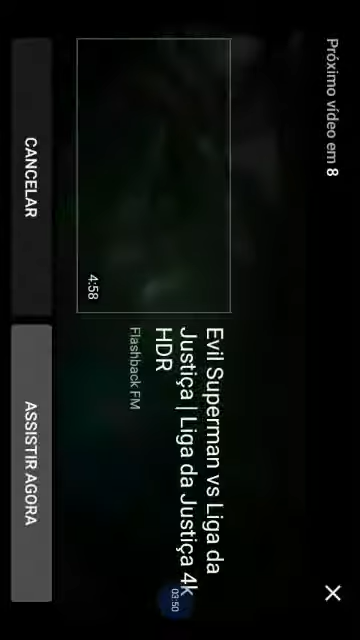 Próximo vídeo em 8
Evil Superman vs Liga da
Justiça | Liga da Justiça 4k
HDR
Flashback FM
4:58
03:50
CANCELAR
ASSISTIR AGORA